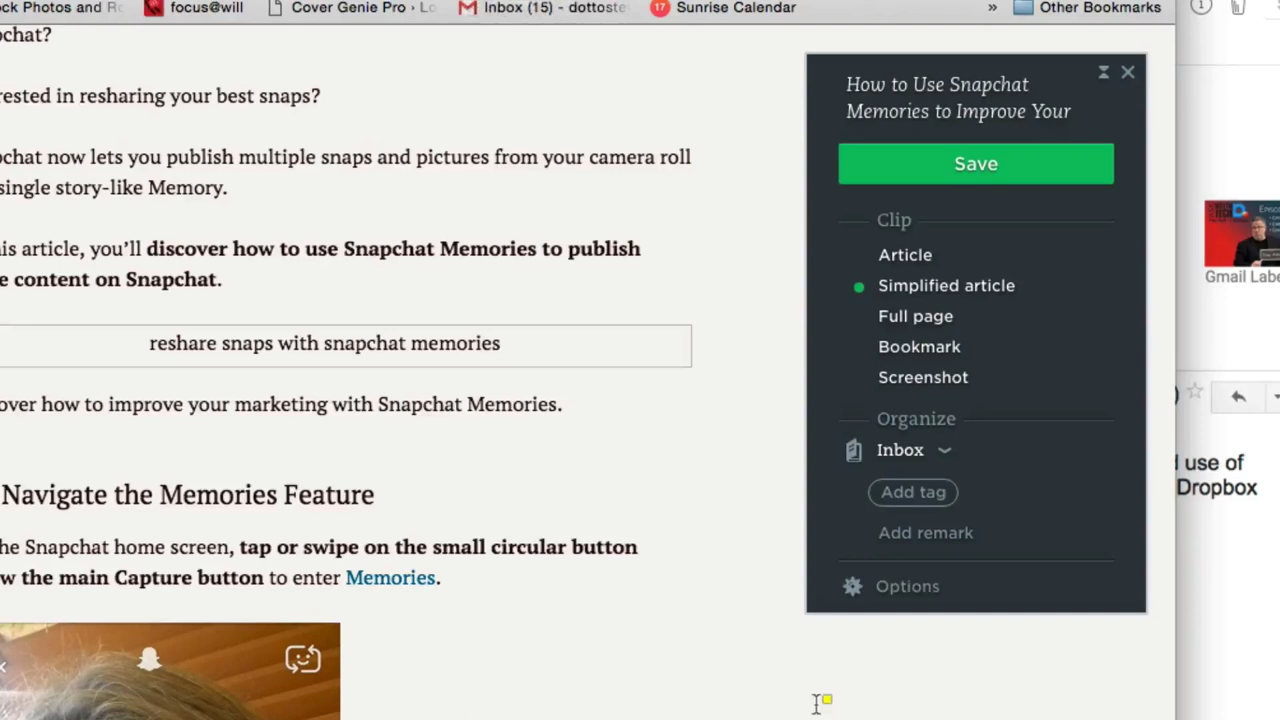 ck Photos and R
focus@will
Cover Genie Pro › Lo
Inbox (15) - dottoste
17
Sunrise Calendar
»
Other Bookmarks
pchat?
rested in resharing your best snaps?
pchat now lets you publish multiple snaps and pictures from your camera roll
single story-like Memory.
his article, you’ll discover how to use Snapchat Memories to publish
e content on Snapchat.
reshare snaps with snapchat memories
over how to improve your marketing with Snapchat Memories.
Navigate the Memories Feature
he Snapchat home screen, tap or swipe on the small circular button
w the main Capture button to enter Memories.
How to Use Snapchat
Memories to Improve Your
Save
Clip
Article
Simplified article
Full page
Bookmark
Screenshot
Organize
Inbox
Add tag
Add remark
Options
Gmail Labe
l use of
Dropbox